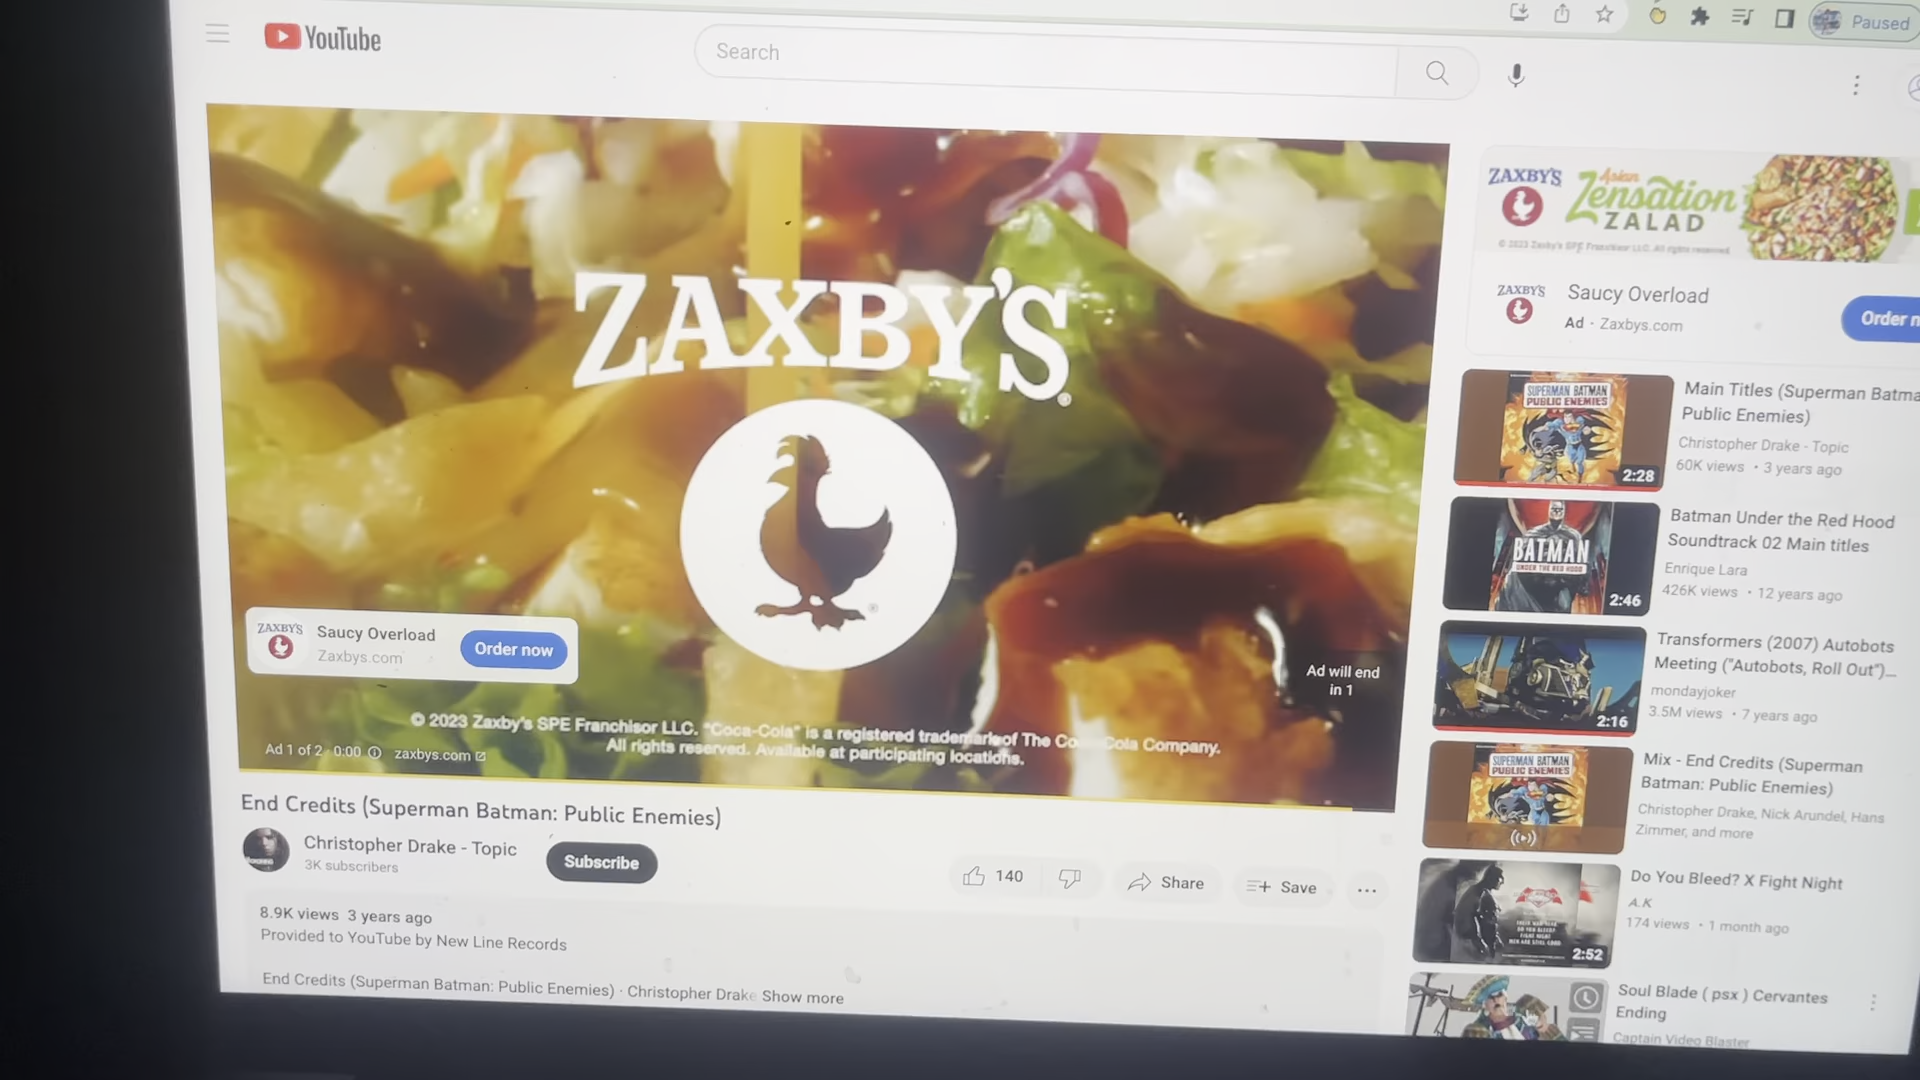 Paused
YouTube
Search
ZAXBY'S
®
®
ZAXBY'S
Saucy Overload
Zaxbys.com
Order now
Ad will end
in 1
© 2023 Zaxby's SPE Franchisor LLC. "Coca-Cola" is a registered trademark of The Coca-Cola Company.
All rights reserved. Available at participating locations.
Ad 1 of 2 · 0:00
zaxbys.com
End Credits (Superman Batman: Public Enemies)
Christopher Drake - Topic
3K subscribers
Subscribe
140
Share
Save
8.9K views 3 years ago
Provided to YouTube by New Line Records
End Credits (Superman Batman: Public Enemies) · Christopher Drake Show more
ZAXBY'S
Asian
Zensation
ZALAD
© 2023 Zaxby's SPE Franchisor LLC. All rights reserved.
ZAXBY'S
Saucy Overload
Ad · Zaxbys.com
Order n
SUPERMAN BATMAN
PUBLIC ENEMIES
2:28
Main Titles (Superman Batma
Public Enemies)
Christopher Drake - Topic
60K views • 3 years ago
BATMAN
UNDER THE RED HOOD
2:46
Batman Under the Red Hood
Soundtrack 02 Main titles
Enrique Lara
426K views • 12 years ago
2:16
Transformers (2007) Autobots
Meeting ("Autobots, Roll Out")...
mondayjoker
3.5M views • 7 years ago
SUPERMAN BATMAN
PUBLIC ENEMIES
Mix - End Credits (Superman
Batman: Public Enemies)
Christopher Drake, Nick Arundel, Hans
Zimmer, and more
2:52
Do You Bleed? X Fight Night
A.K
174 views • 1 month ago
Soul Blade ( psx ) Cervantes
Ending
Captain Video Blaster